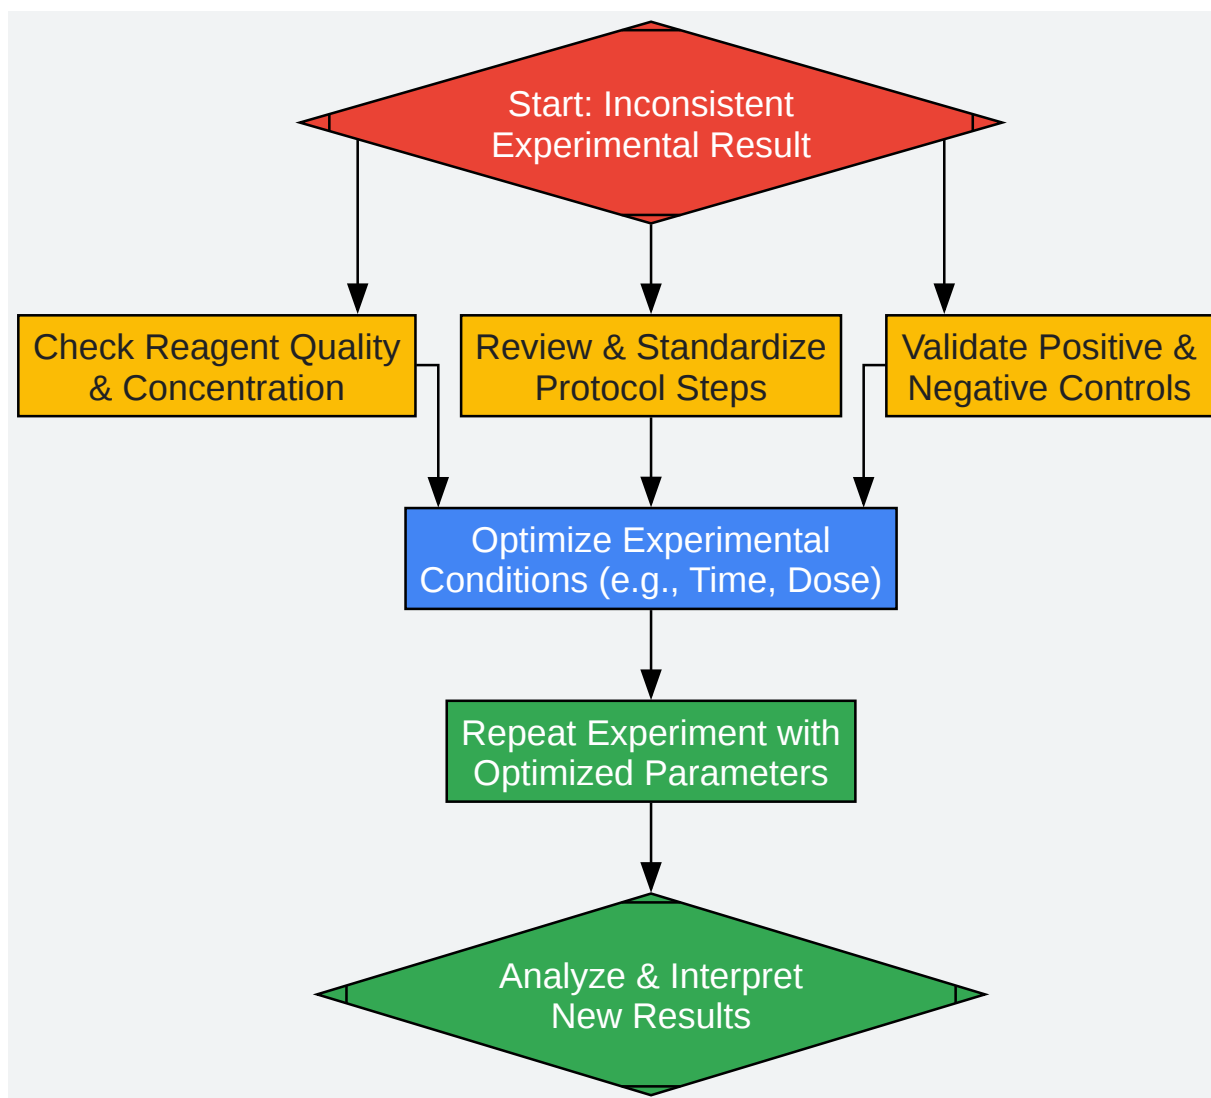 Start: Inconsistent
Experimental Result
Check Reagent Quality
& Concentration
Review & Standardize
Protocol Steps
Validate Positive &
Negative Controls
Optimize Experimental
Conditions (e.g., Time, Dose)
Repeat Experiment with
Optimized Parameters
Analyze & Interpret
New Results